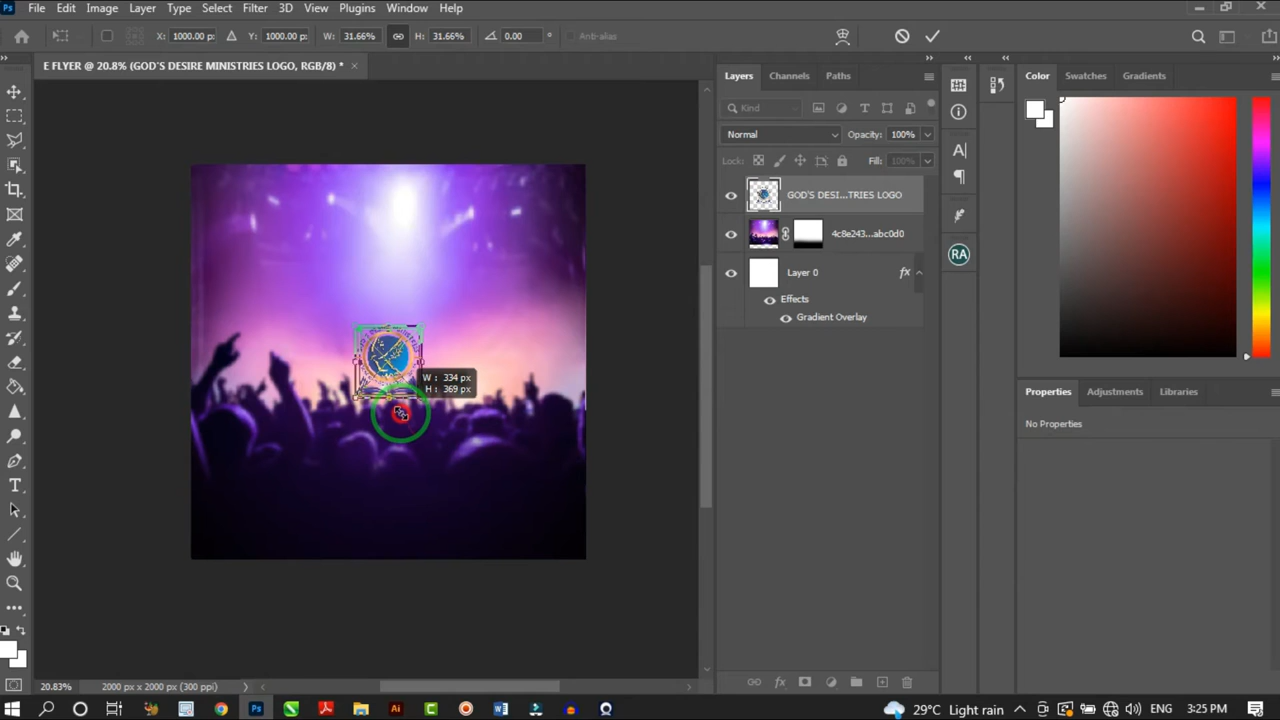 Ps File Edit Image Layer Type Select Filter 3D View Plugins Window Help
X: 1000.00 px Y: 1000.00 px W: 31.66% H: 31.66% 0.00 ° Anti-alias
E FLYER @ 20.8% (GOD'S DESIRE MINISTRIES LOGO, RGB/8) * ×
Layers Channels Paths
Kind
Normal Opacity: 100%
Lock: Fill: 100%
GOD'S DESI...TRIES LOGO
4c8e243...abc0d0
Layer 0 fx
Effects
Gradient Overlay
W: 334 px
H: 369 px
RA
Color Swatches Gradients
Properties Adjustments Libraries
No Properties
20.83% 2000 px x 2000 px (300 ppi)
29°C Light rain ENG 3:25 PM